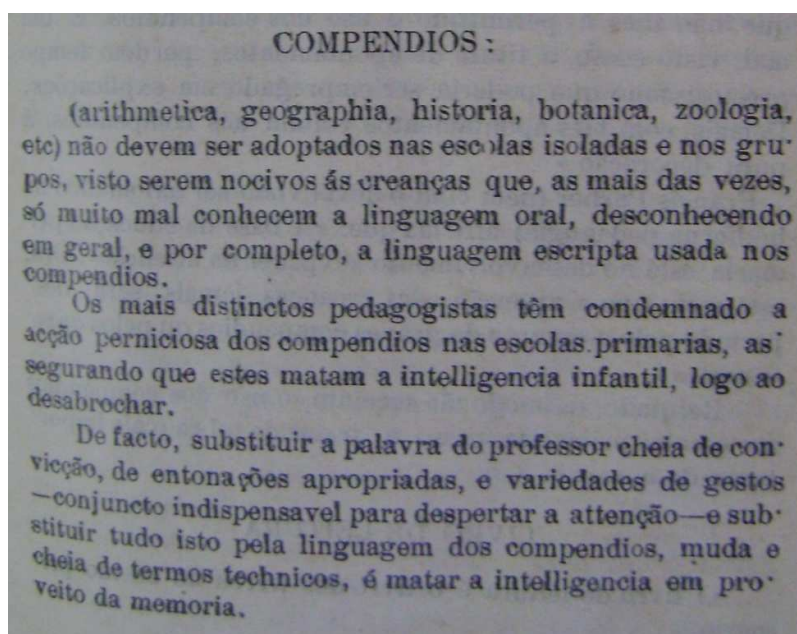 COMPENDIOS:
(arithmetica, geographia, historia, botanica, zoologia,
etc) não devem ser adoptados nas escolas isoladas e nos gru-
pos, visto serem nocivos ás creanças que, as mais das vezes,
só muito mal conhecem a linguagem oral, desconhecendo
em geral, e por completo, a linguagem escripta usada nos
compendios.
Os mais distinctos pedagogistas têm condemnado a
acção perniciosa dos compendios nas escolas primarias, as-
segurando que estes matam a intelligencia infantil, logo ao
desabrochar.
De facto, substituir a palavra do professor cheia de con-
vicção, de entonações apropriadas, e variedades de gestos
—conjuncto indispensavel para despertar a attenção—e sub-
stituir tudo isto pela linguagem dos compendios, muda e
cheia de termos technicos, é matar a intelligencia em pro-
veito da memoria.